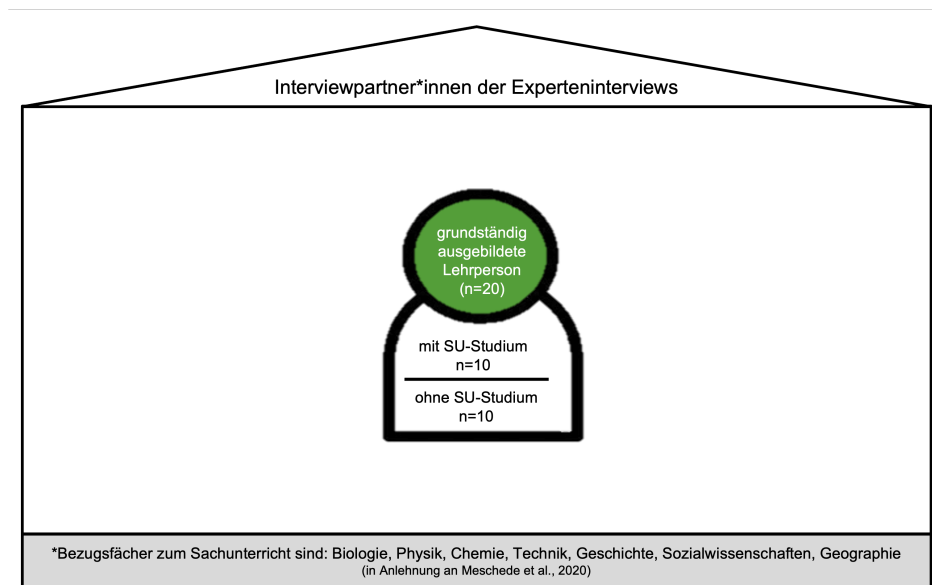 Interviewpartner*innen der Experteninterviews
grundständig
ausgebildete
Lehrperson
(n=20)
mit SU-Studium
n=10
ohne SU-Studium
n=10
*Bezugsfächer zum Sachunterricht sind: Biologie, Physik, Chemie, Technik, Geschichte, Sozialwissenschaften, Geographie
(in Anlehnung an Meschede et al., 2020)